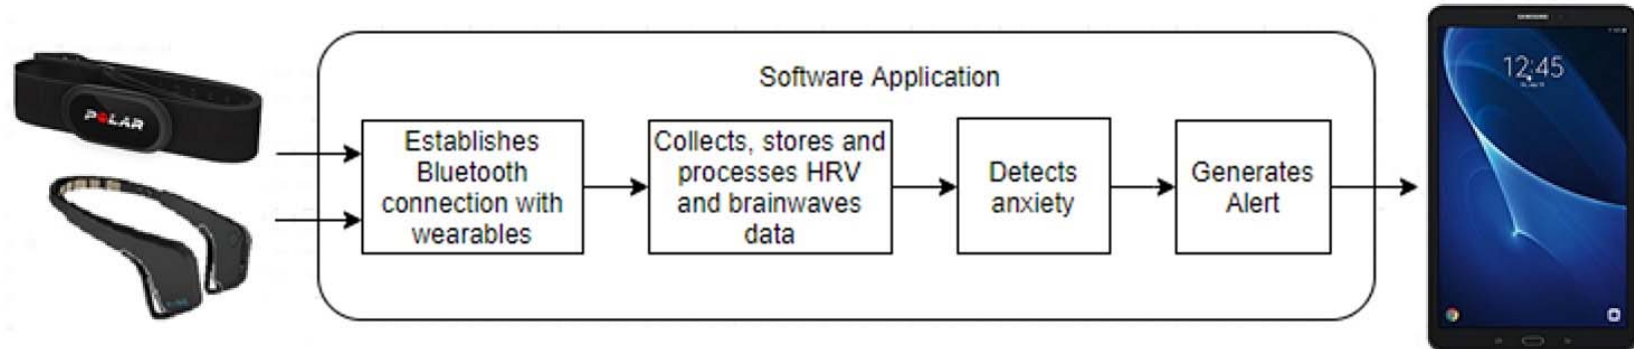 Software Application
POLAR
Establishes
Bluetooth
connection with
wearables
Collects, stores and
processes HRV
and brainwaves
data
Detects
anxiety
Generates
Alert
SAMSUNG
12:45